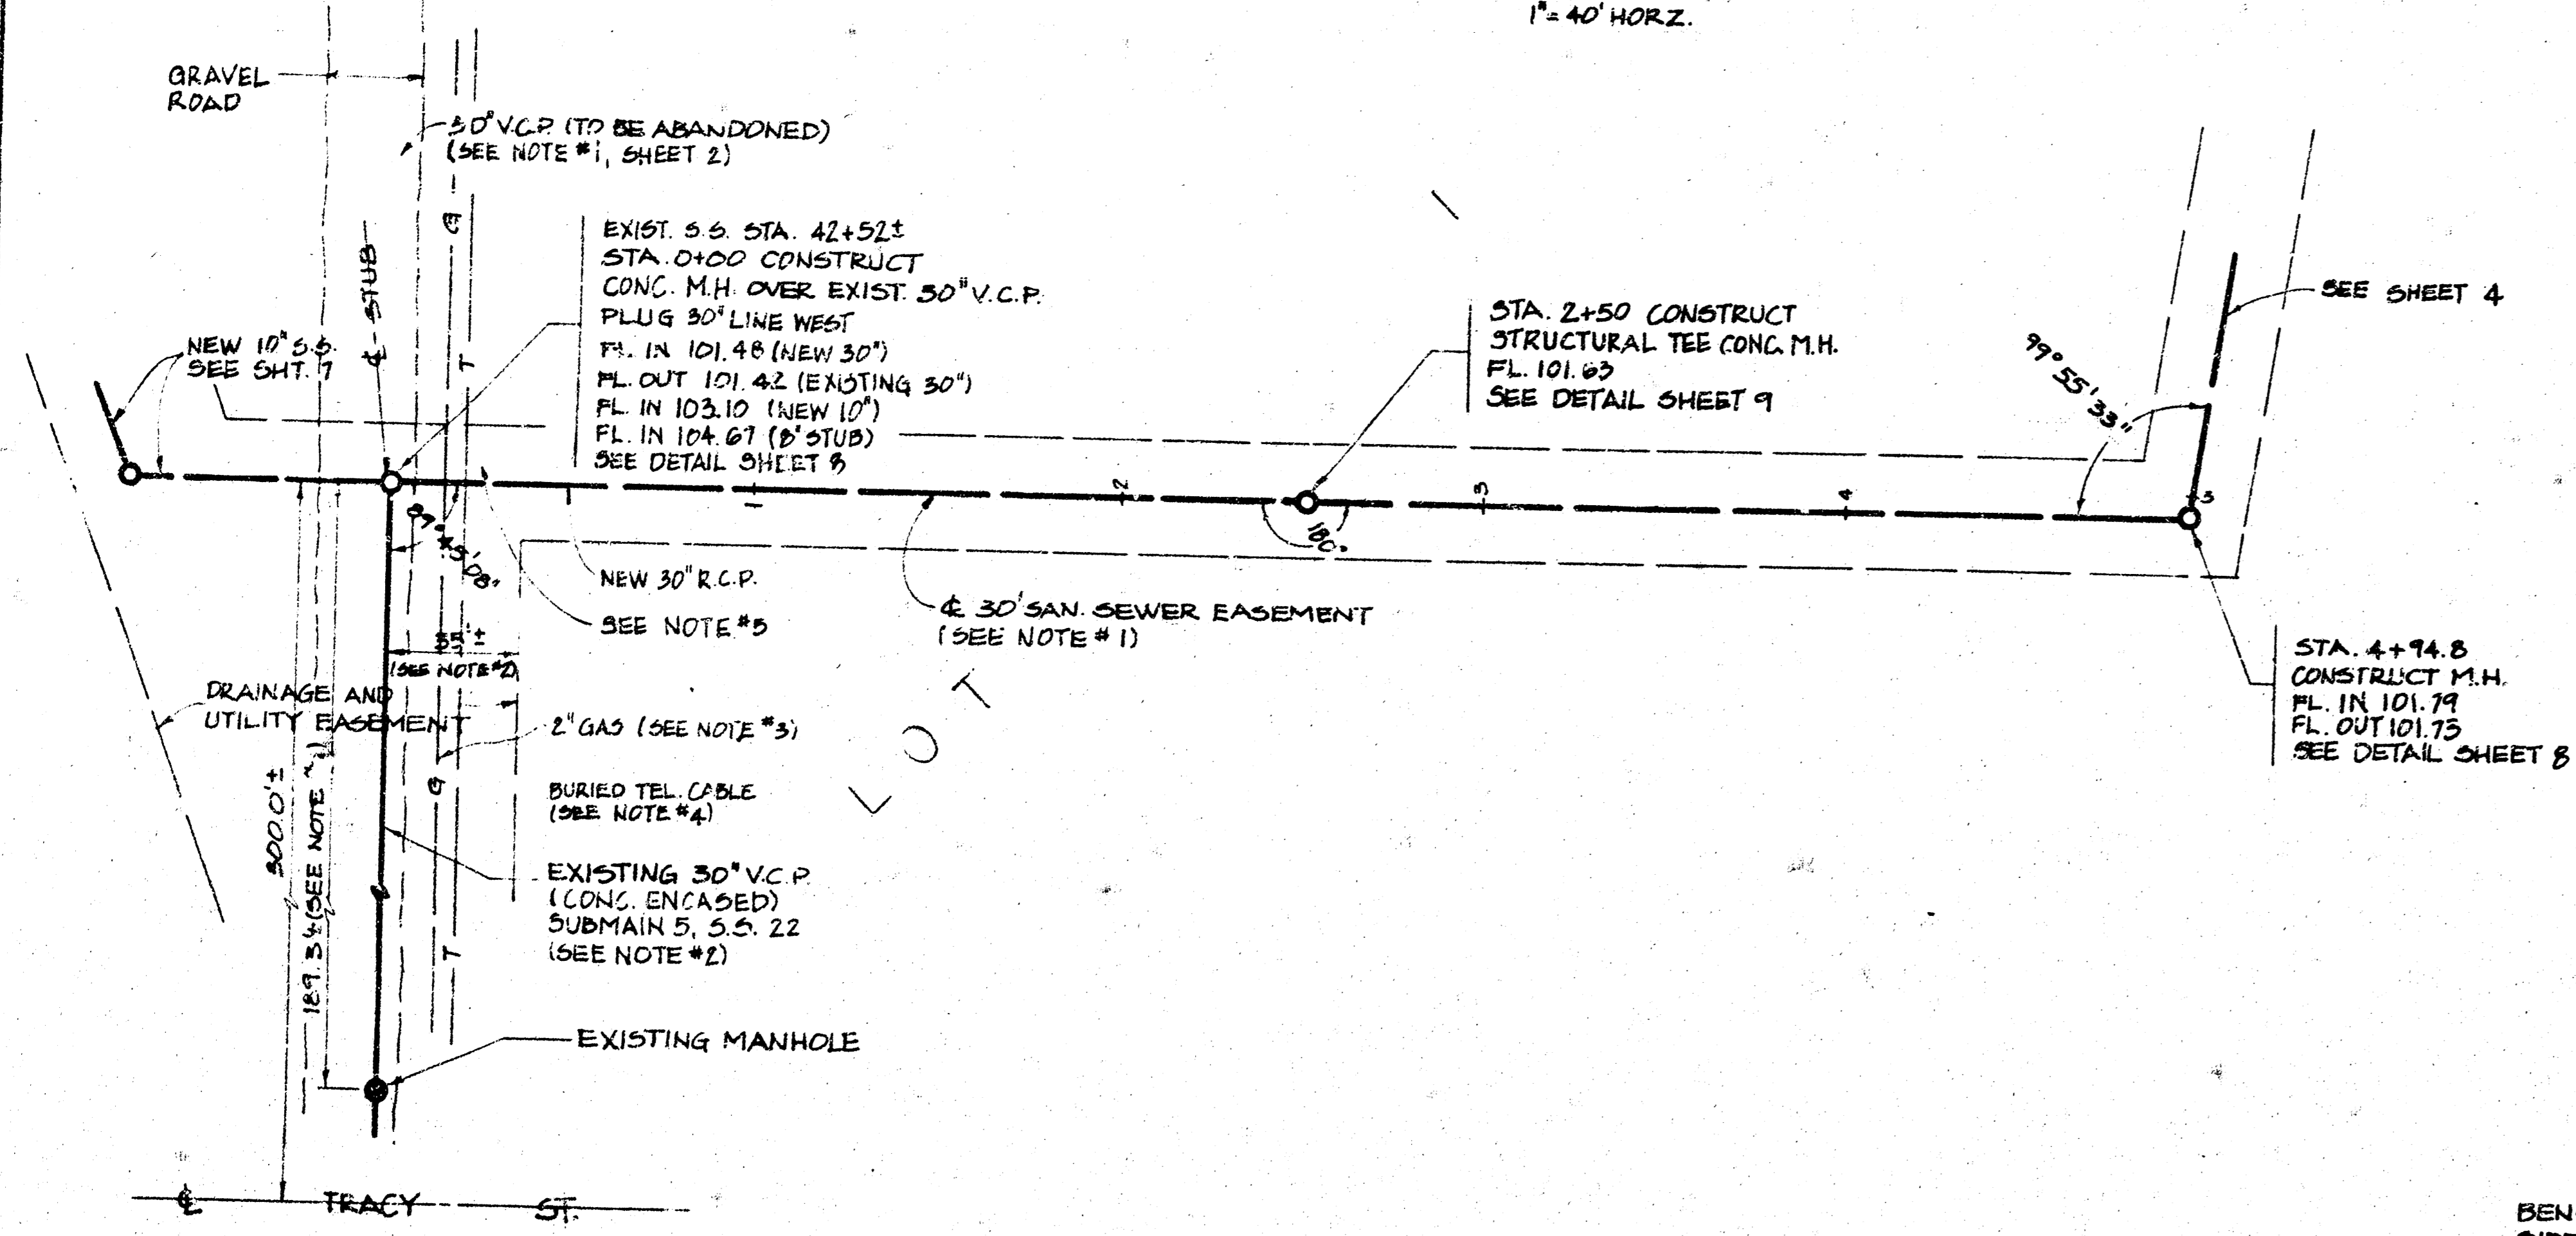 1"= 40' HORZ.
GRAVEL
ROAD
30" V.C.P. (TO BE ABANDONED)
(SEE NOTE #1, SHEET 2)
G
T
℄ STUB
EXIST. S.S. STA. 42+52±
STA. 0+00 CONSTRUCT
CONC. M.H. OVER EXIST. 30" V.C.P.
PLUG 30" LINE WEST
FL. IN 101.48 (NEW 30")
FL. OUT 101.42 (EXISTING 30")
FL. IN 103.10 (NEW 10")
FL. IN 104.67 (8" STUB)
SEE DETAIL SHEET 8
NEW 10" S.S.
SEE SHT. 7
STA. 2+50 CONSTRUCT
STRUCTURAL TEE CONC. M.H.
FL. 101.63
SEE DETAIL SHEET 9
SEE SHEET 4
99° 55' 33"
1
2
3
4
5
180°
NEW 30" R.C.P.
SEE NOTE #5
℄ 30' SAN. SEWER EASEMENT
(SEE NOTE #1)
35'±
(SEE NOTE #2)
DRAINAGE AND
UTILITY EASEMENT
2" GAS (SEE NOTE #3)
STA. 4+94.8
CONSTRUCT M.H.
FL. IN 101.79
FL. OUT 101.73
SEE DETAIL SHEET 8
LOT 1
BURIED TEL. CABLE
(SEE NOTE #4)
G
T
300.0'±
189.34 (SEE NOTE
EXISTING 30" V.C.P.
(CONC. ENCASED)
SUBMAIN 5, S.S. 22
(SEE NOTE #2)
EXISTING MANHOLE
℄ TRACY ST.
BEN